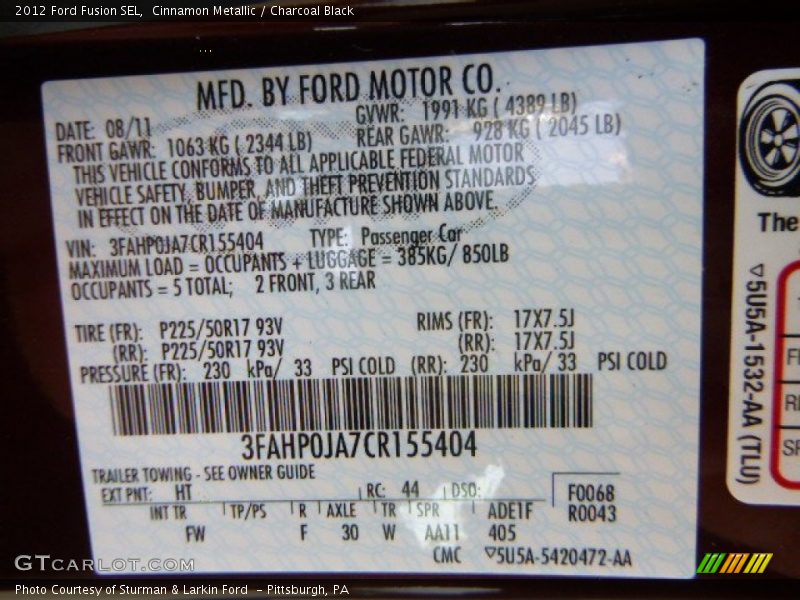 2012 Ford Fusion SEL,  Cinnamon Metallic / Charcoal Black
MFD. BY FORD MOTOR CO.
DATE: 08/11 GVWR: 1991 KG ( 4389 LB)
FRONT GAWR: 1063 KG ( 2344 LB) REAR GAWR: 928 KG ( 2045 LB)
THIS VEHICLE CONFORMS TO ALL APPLICABLE FEDERAL MOTOR
VEHICLE SAFETY, BUMPER, AND THEFT PREVENTION STANDARDS
IN EFFECT ON THE DATE OF MANUFACTURE SHOWN ABOVE.
VIN: 3FAHP0JA7CR155404 TYPE: Passenger Car
MAXIMUM LOAD = OCCUPANTS + LUGGAGE = 385KG/ 850LB
OCCUPANTS = 5 TOTAL; 2 FRONT, 3 REAR
TIRE (FR): P225/50R17 93V RIMS (FR): 17X7.5J
(RR): P225/50R17 93V (RR): 17X7.5J
PRESSURE (FR): 230 kPa/ 33 PSI COLD (RR): 230 kPa/ 33 PSI COLD
3FAHP0JA7CR155404
TRAILER TOWING - SEE OWNER GUIDE
EXT PNT: HT RC: 44 DSO: F0068
INT TR TP/PS R AXLE TR SPR ADE1F R0043
FW F 30 W AA11 405
CMC ▽5U5A-5420472-AA
The
▽5U5A-1532-AA (TLU)
GTCARLOT.COM
Photo Courtesy of Sturman & Larkin Ford  - Pittsburgh, PA